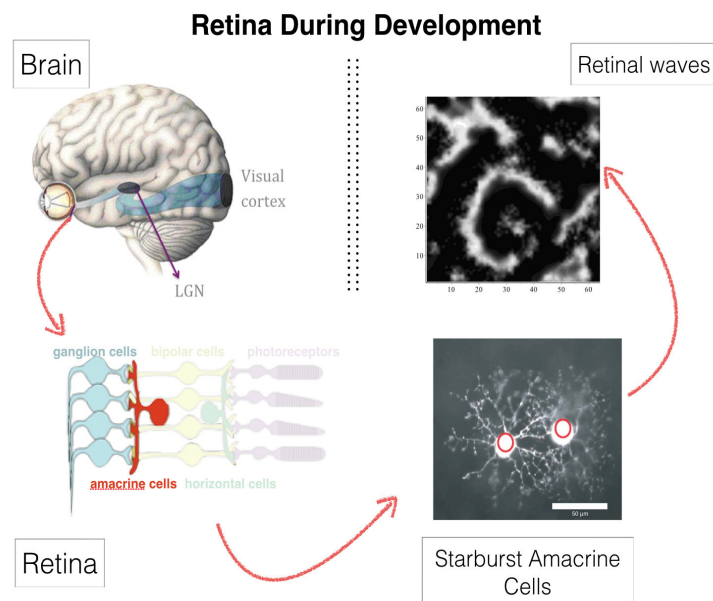 Retina During Development
Brain
Retinal waves
Visual
cortex
LGN
60
50
40
30
20
10
10 20 30 40 50 60
ganglion cells bipolar cells photoreceptors
amacrine cells horizontal cells
50 µm
Retina
Starburst Amacrine
Cells